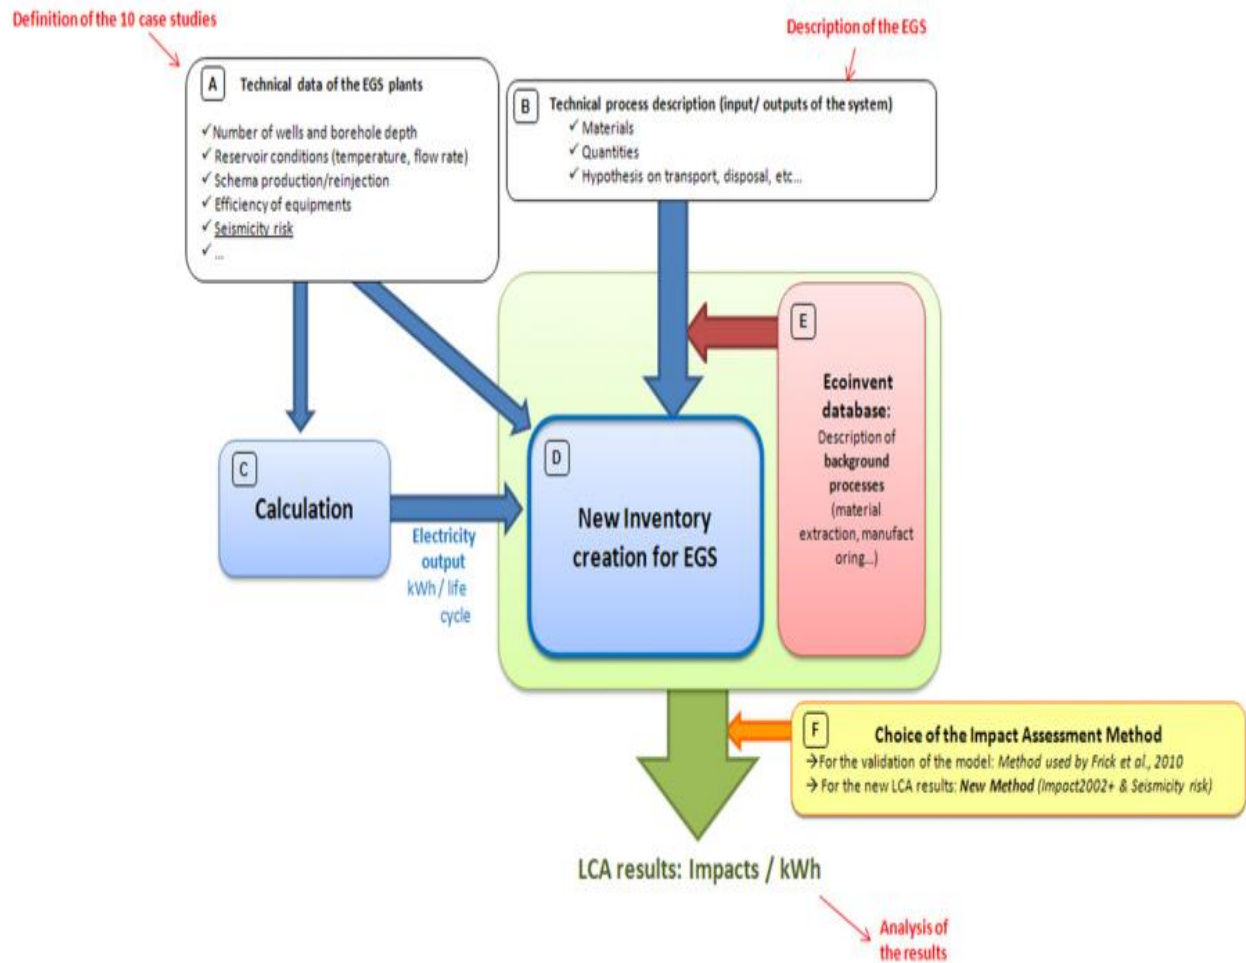 Definition of the 10 case studies
Description of the EGS
A Technical data of the EGS plants
✓Number of wells and borehole depth
✓Reservoir conditions (temperature, flow rate)
✓Schema production/reinjection
✓Efficiency of equipments
✓Seismicity risk
✓...
B Technical process description (input/ outputs of the system)
✓Materials
✓Quantities
✓Hypothesis on transport, disposal, etc...
C
Calculation
Electricity
output
kWh / life
cycle
D
New Inventory
creation for EGS
E
Ecoinvent
database:
Description of
background
processes
(material
extraction, manufact
oring...)
F Choice of the Impact Assessment Method
→For the validation of the model: Method used by Frick et al., 2010
→For the new LCA results: New Method (Impact2002+ & Seismicity risk)
LCA results: Impacts / kWh
Analysis of
the results